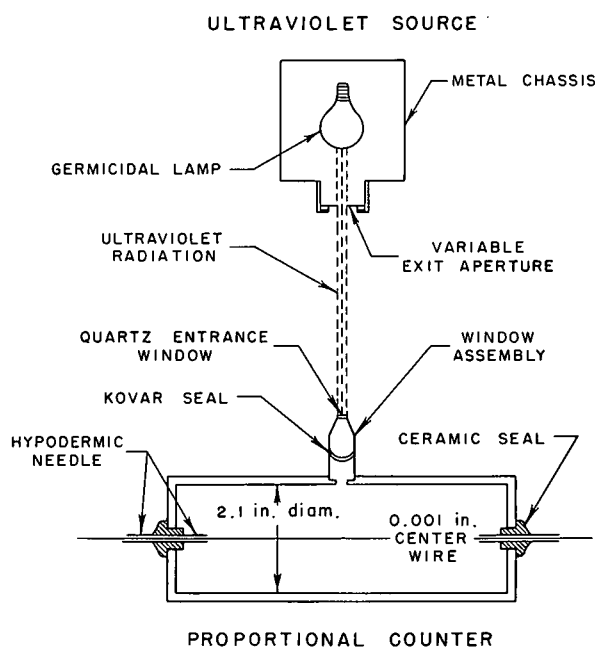 ULTRAVIOLET SOURCE
METAL CHASSIS
GERMICIDAL LAMP
ULTRAVIOLET
RADIATION
VARIABLE
EXIT APERTURE
QUARTZ ENTRANCE
WINDOW
WINDOW
ASSEMBLY
KOVAR SEAL
HYPODERMIC
NEEDLE
CERAMIC SEAL
2.1 in. diam.
0.001 in.
CENTER
WIRE
PROPORTIONAL COUNTER